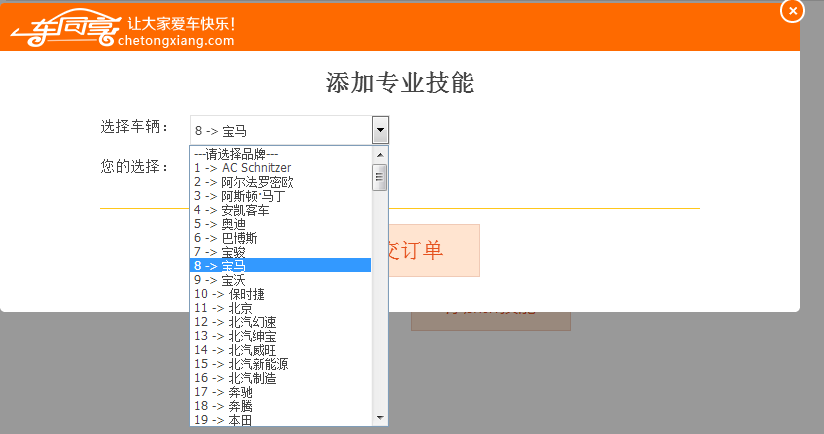 车同享 让大家爱车快乐!
chetongxiang.com
添加专业技能
选择车辆： 8 -> 宝马
您的选择：
---请选择品牌---
1 -> AC Schnitzer
2 -> 阿尔法罗密欧
3 -> 阿斯顿·马丁
4 -> 安凯客车
5 -> 奥迪
6 -> 巴博斯
7 -> 宝骏
8 -> 宝马
9 -> 宝沃
10 -> 保时捷
11 -> 北京
12 -> 北汽幻速
13 -> 北汽绅宝
14 -> 北汽威旺
15 -> 北汽新能源
16 -> 北汽制造
17 -> 奔驰
18 -> 奔腾
19 -> 本田
交订单